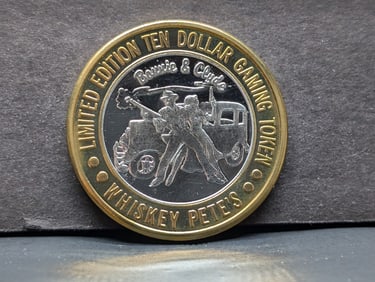 LIMITED EDITION TEN DOLLAR GAMING TOKEN
Bonnie & Clyde
WHISKEY PETE'S